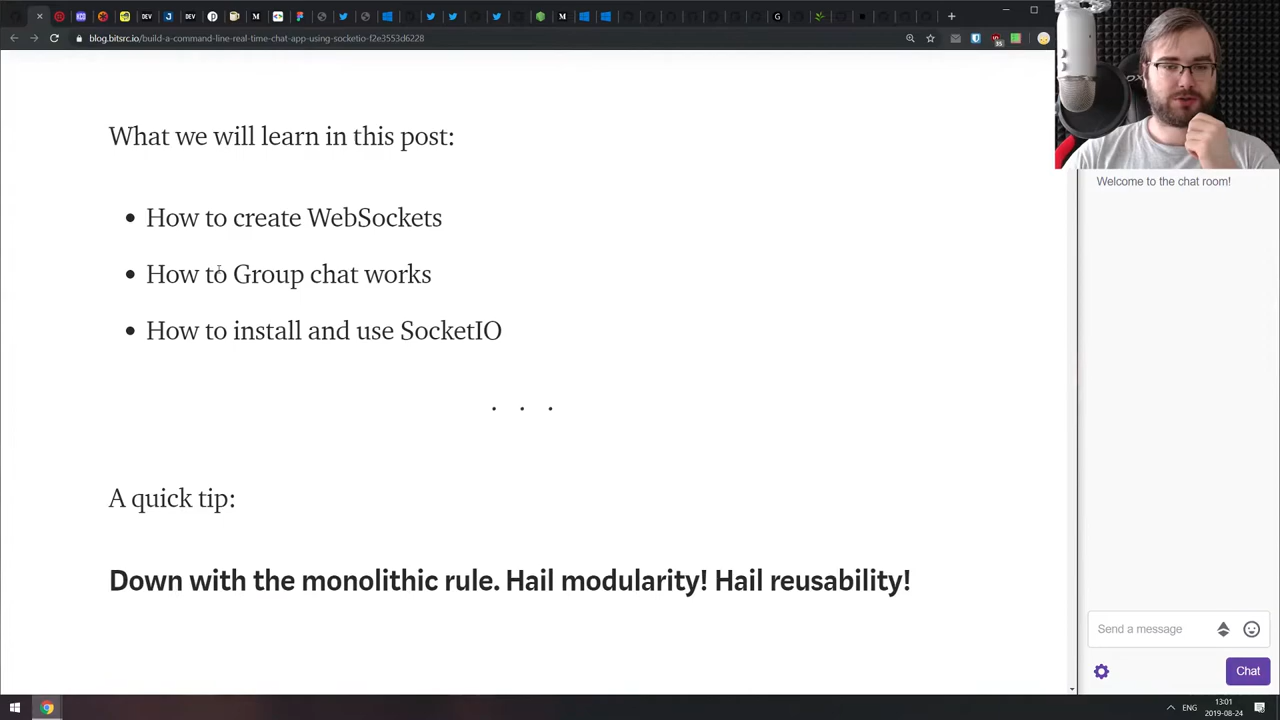 DEV
DEV
M
M
G
35
blog.bitsrc.io/build-a-command-line-real-time-chat-app-using-socketio-f2e3553d6228
What we will learn in this post:
• How to create WebSockets
• How to Group chat works
• How to install and use SocketIO
. . .
A quick tip:
Down with the monolithic rule. Hail modularity! Hail reusability!
Welcome to the chat room!
Send a message
Chat
ENG
13:01
2019-08-24